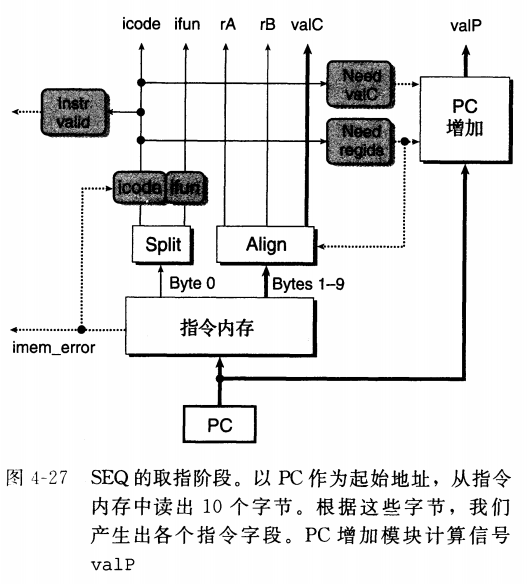 icode ifun rA rB valC valP
Need
valC
PC
增加
Instr
valid
Need
regids
icode ifun
Split Align
Byte 0 Bytes 1–9
指令内存
imem_error
PC
图 4-27 SEQ 的取指阶段。以 PC 作为起始地址，从指令
内存中读出 10 个字节。根据这些字节，我们
产生出各个指令字段。PC 增加模块计算信号
valP